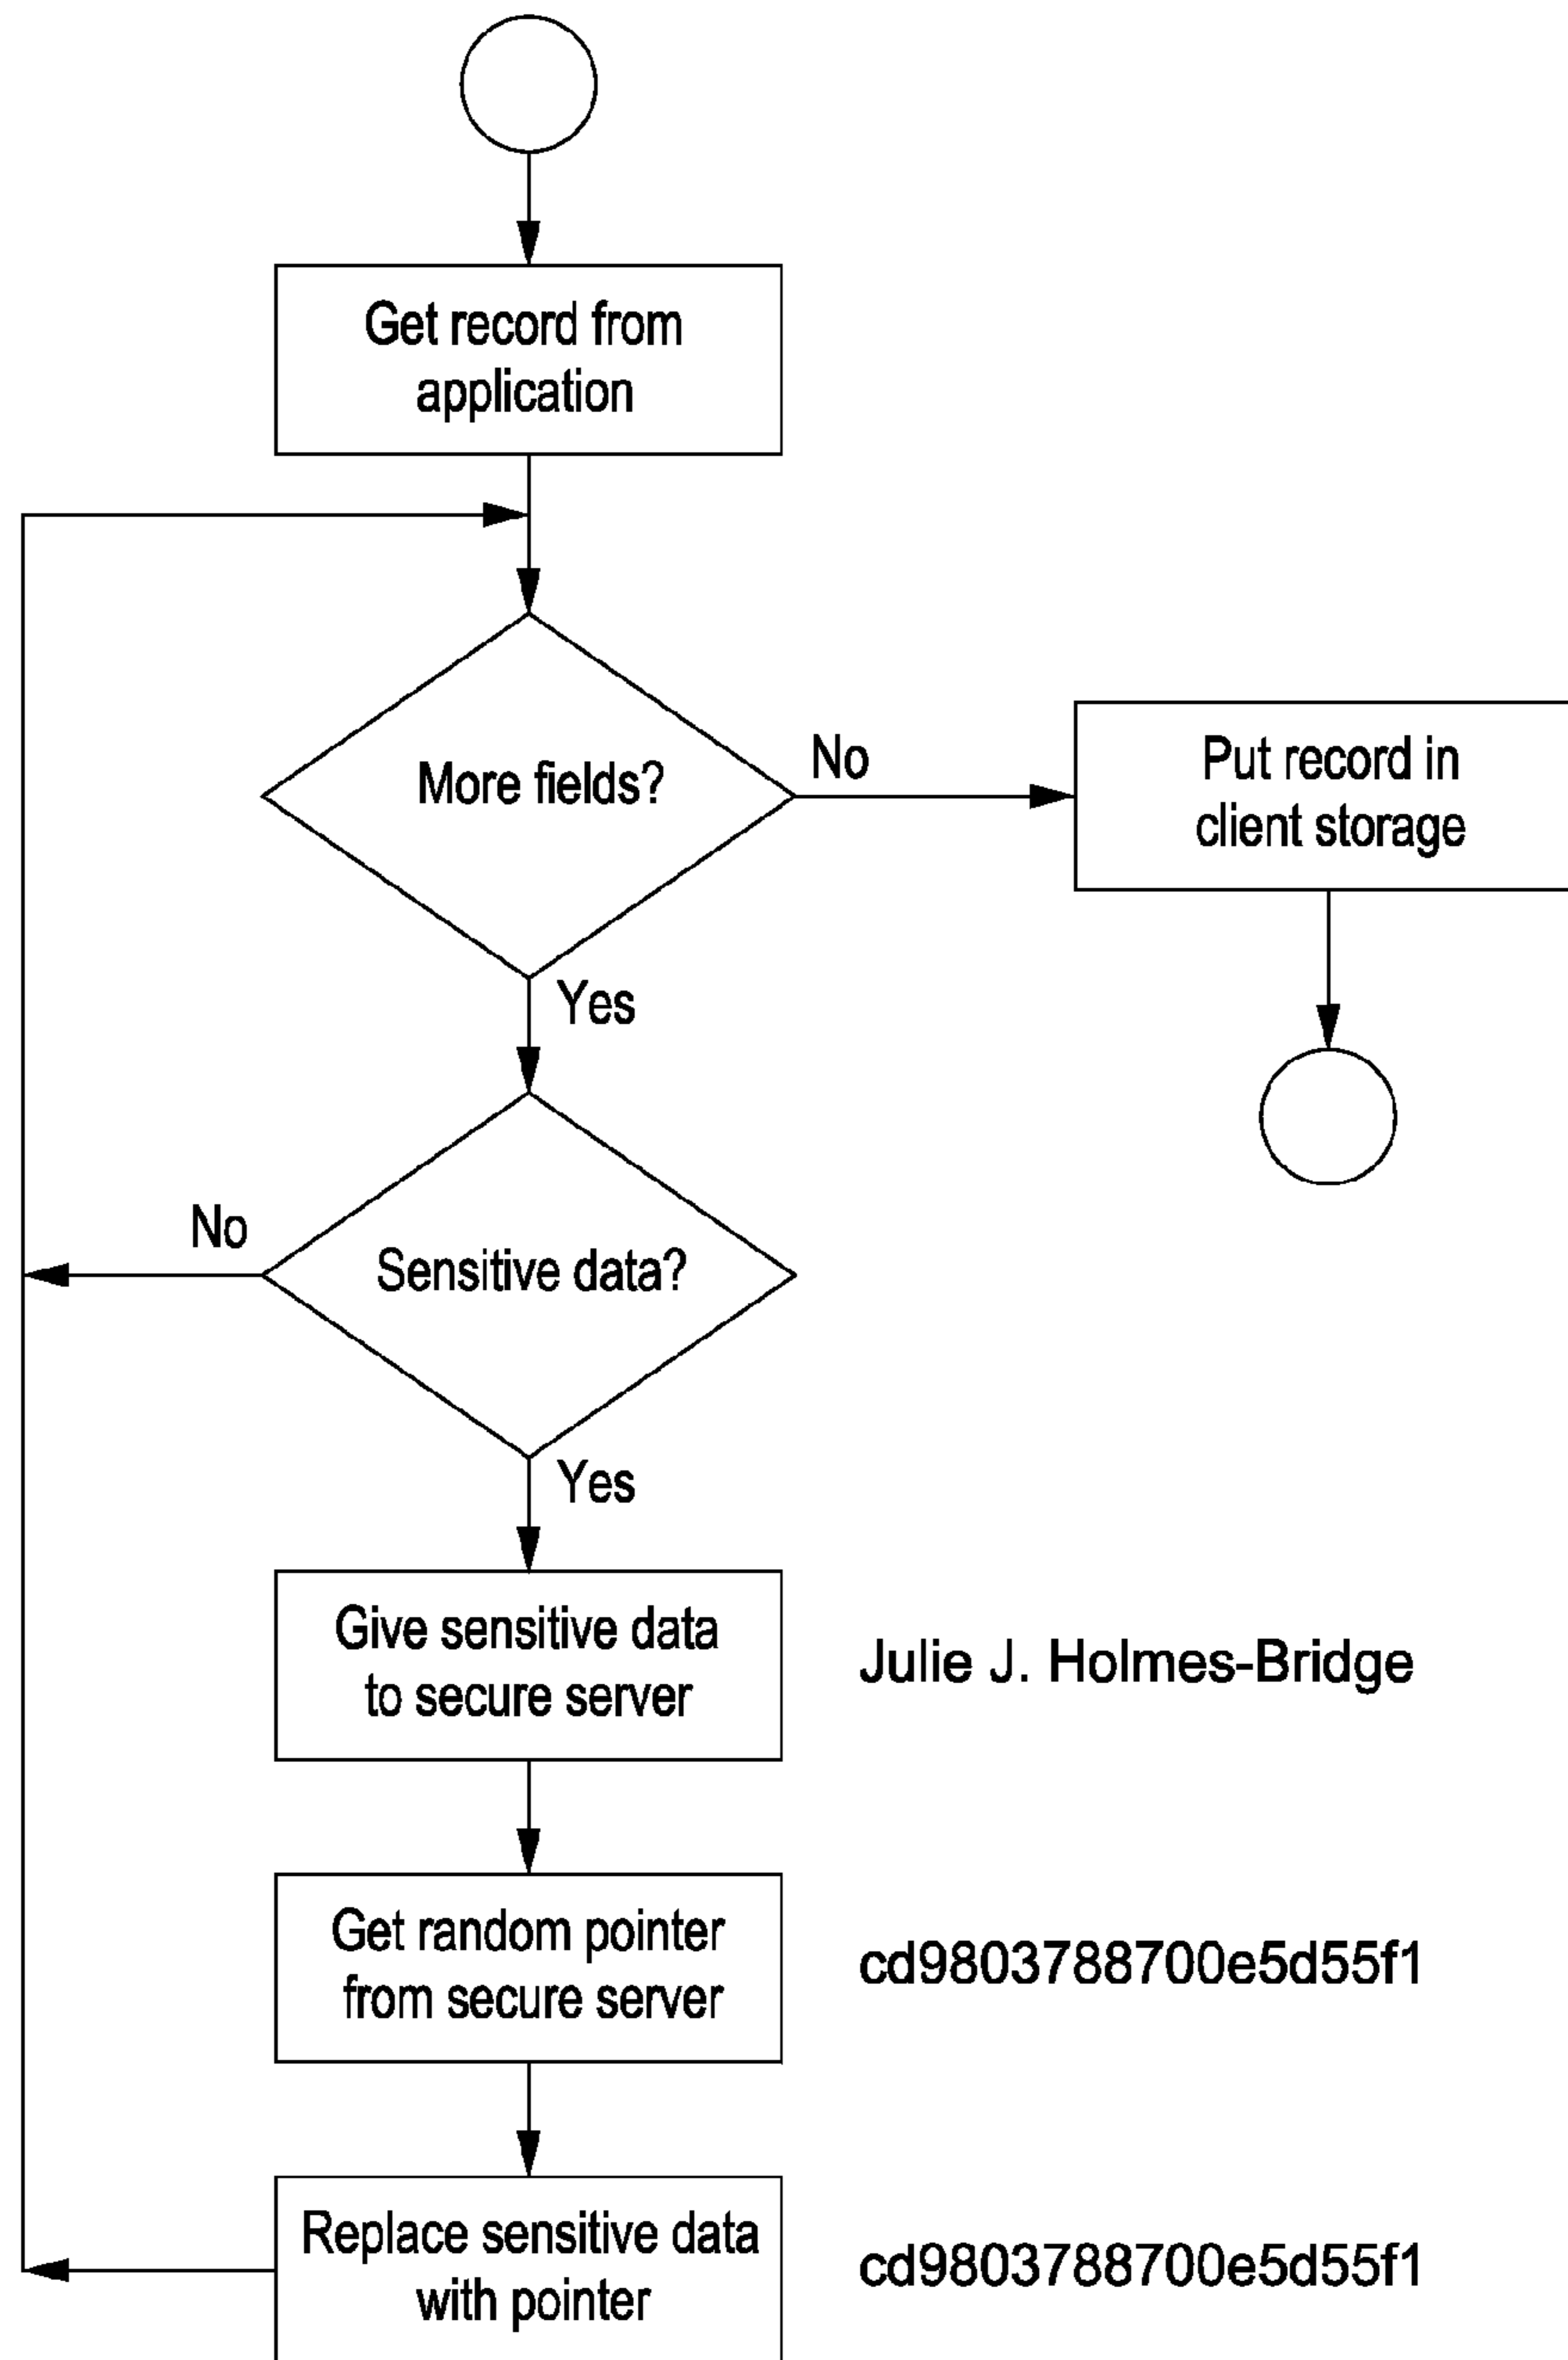 Get record from
application
More fields?
No
Put record in
client storage
Yes
Sensitive data?
No
Yes
Give sensitive data
to secure server
Julie J. Holmes-Bridge
Get random pointer
from secure server
cd9803788700e5d55f1
Replace sensitive data
with pointer
cd9803788700e5d55f1